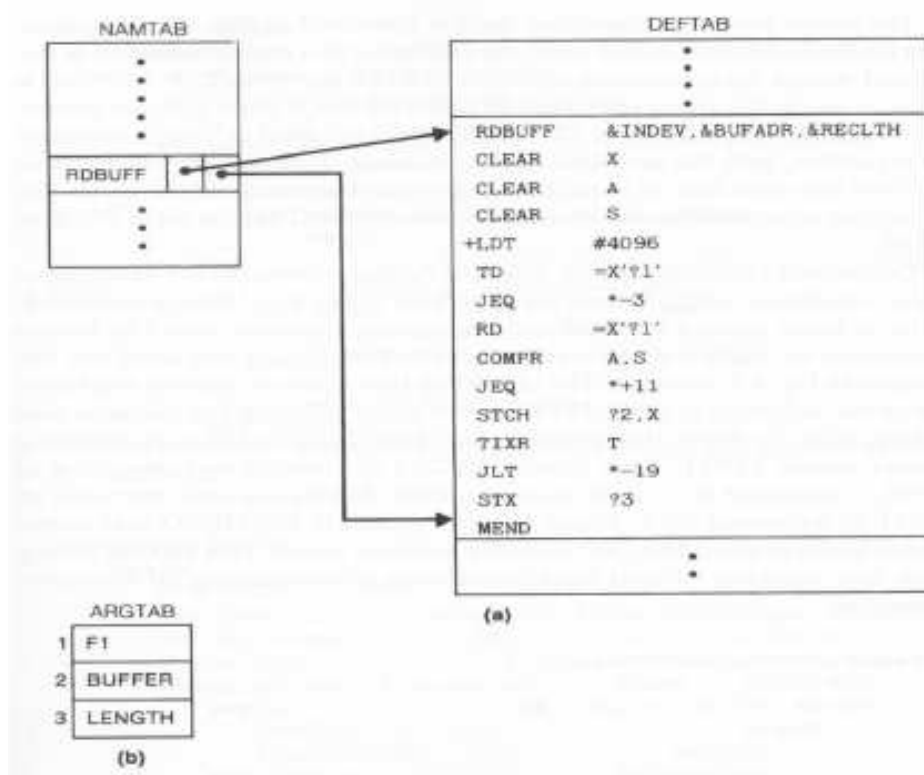 NAMTAB
DEFTAB
RDBUFF
RDBUFF &INDEV,&BUFADR,&RECLTH
CLEAR X
CLEAR A
CLEAR S
+LDT #4096
TD =X'?1'
JEQ *-3
RD =X'?1'
COMPR A,S
JEQ *+11
STCH ?2,X
TIXR T
JLT *-19
STX ?3
MEND
(a)
ARGTAB
1 F1
2 BUFFER
3 LENGTH
(b)